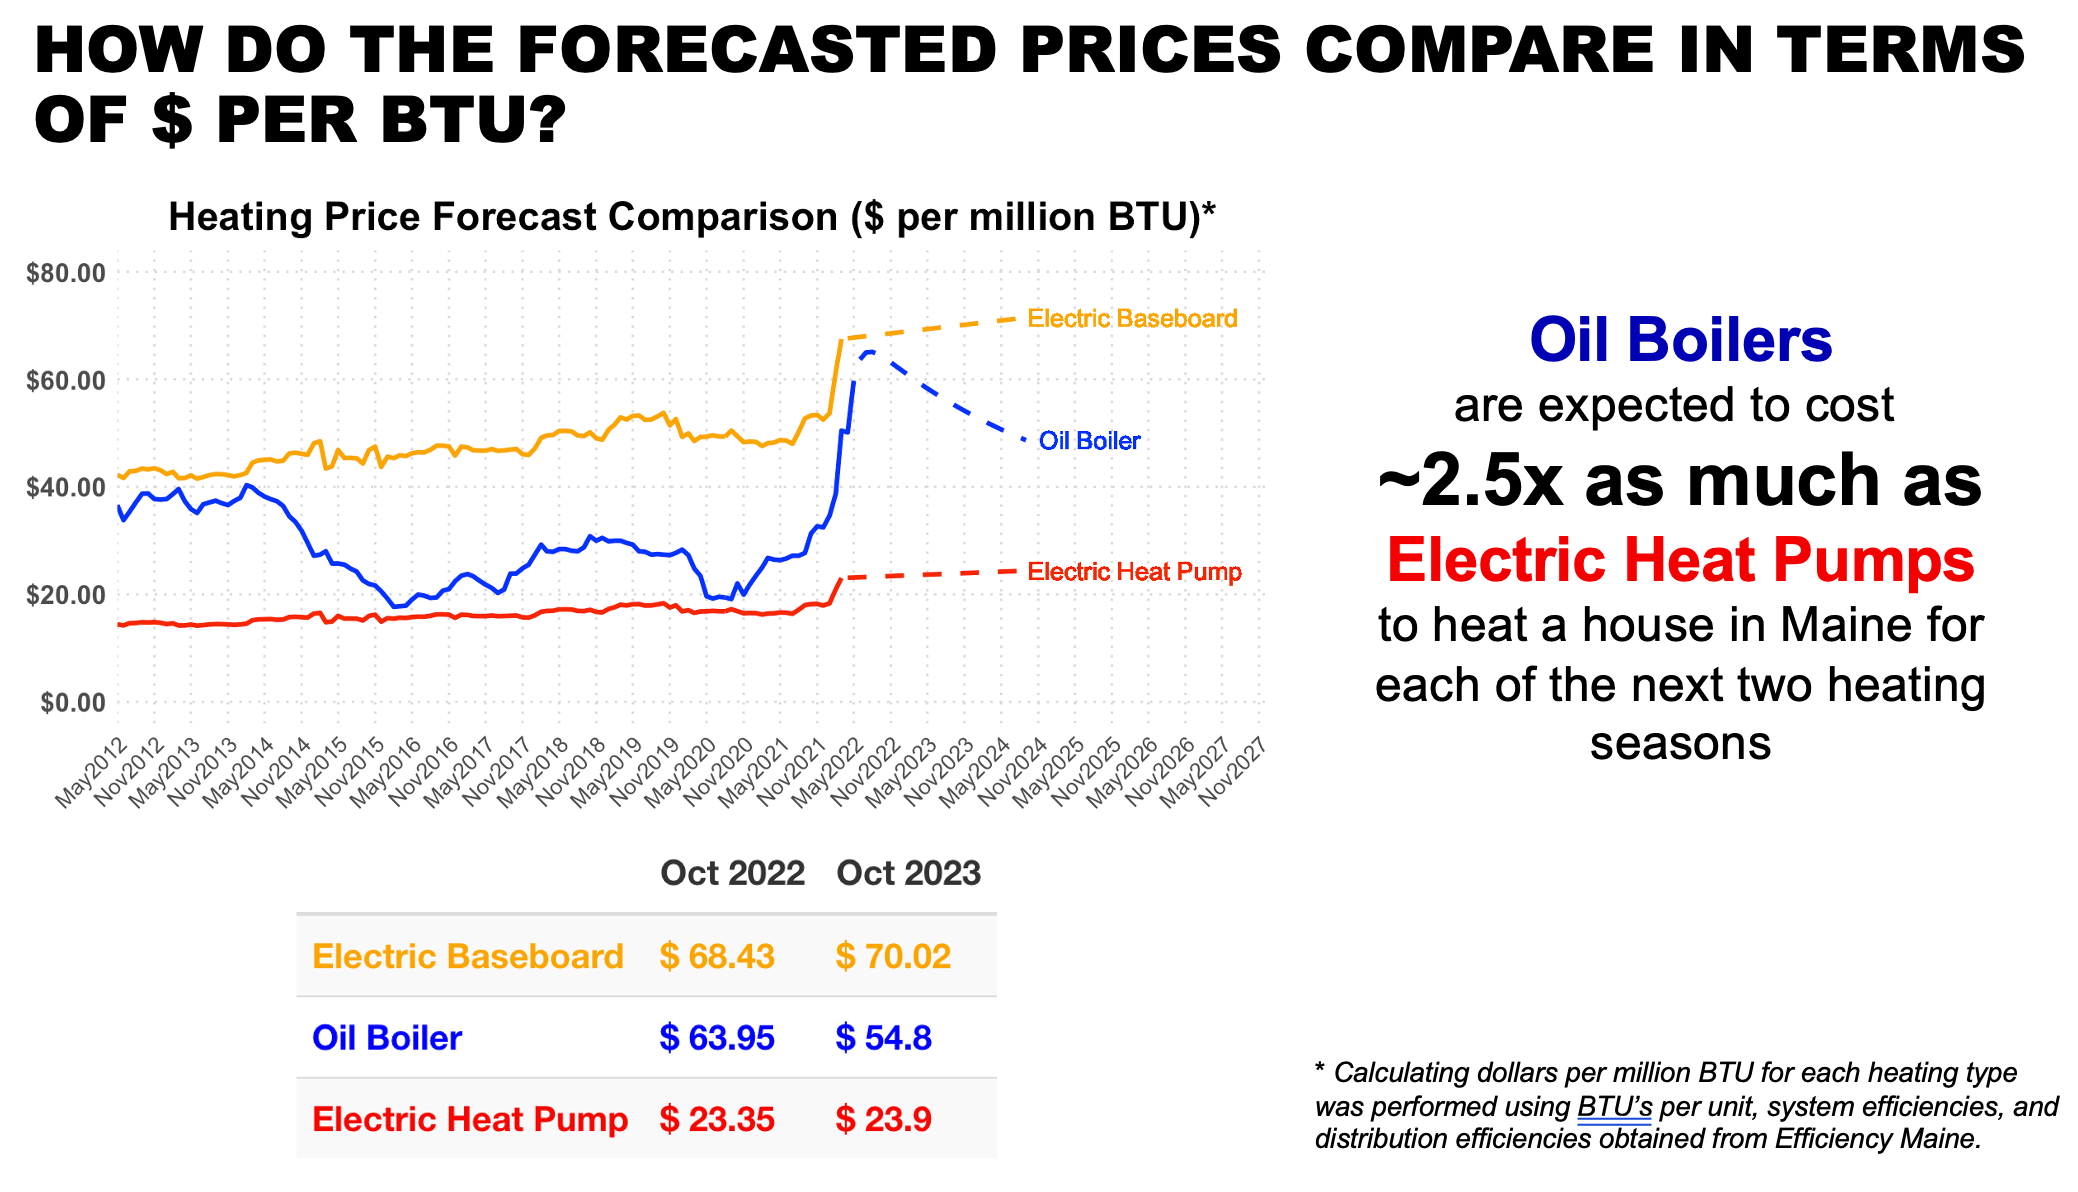 HOW DO THE FORECASTED PRICES COMPARE IN TERMS
OF $ PER BTU?
Heating Price Forecast Comparison ($ per million BTU)*
$80.00
$60.00
$40.00
$20.00
$0.00
Electric Baseboard
Oil Boiler
Electric Heat Pump
May2012
Nov2012
May2013
Nov2013
May2014
Nov2014
May2015
Nov2015
May2016
Nov2016
May2017
Nov2017
May2018
Nov2018
May2019
Nov2019
May2020
Nov2020
May2021
Nov2021
May2022
Nov2022
May2023
Nov2023
May2024
Nov2024
May2025
Nov2025
May2026
Nov2026
May2027
Nov2027
Oil Boilers
are expected to cost
~2.5x as much as
Electric Heat Pumps
to heat a house in Maine for
each of the next two heating
seasons
Oct 2022 Oct 2023
Electric Baseboard $ 68.43 $ 70.02
Oil Boiler $ 63.95 $ 54.8
Electric Heat Pump $ 23.35 $ 23.9
* Calculating dollars per million BTU for each heating type
was performed using BTU's per unit, system efficiencies, and
distribution efficiencies obtained from Efficiency Maine.